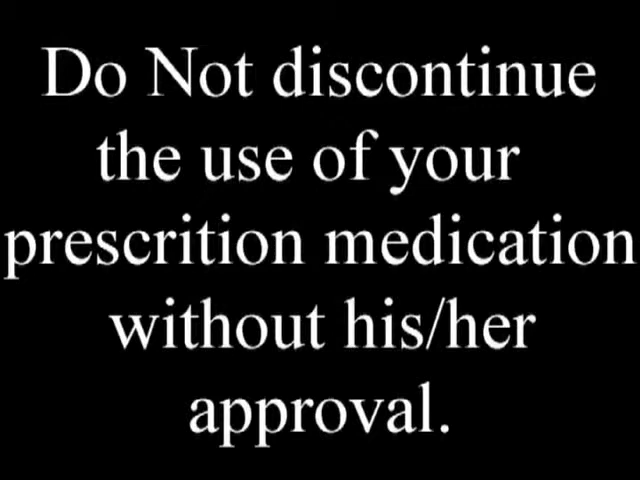 Do Not discontinue
the use of your
prescrition medication
without his/her
approval.